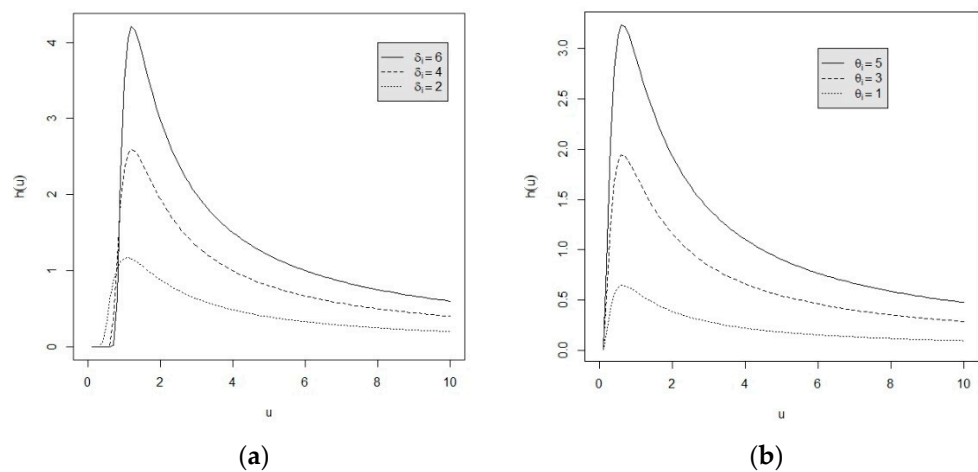 4
3
2
1
0
h(u)
δi = 6
δi = 4
δi = 2
0 2 4 6 8 10
u
(a)
3.0
2.5
2.0
1.5
1.0
0.5
0.0
h(u)
θi = 5
θi = 3
θi = 1
0 2 4 6 8 10
u
(b)